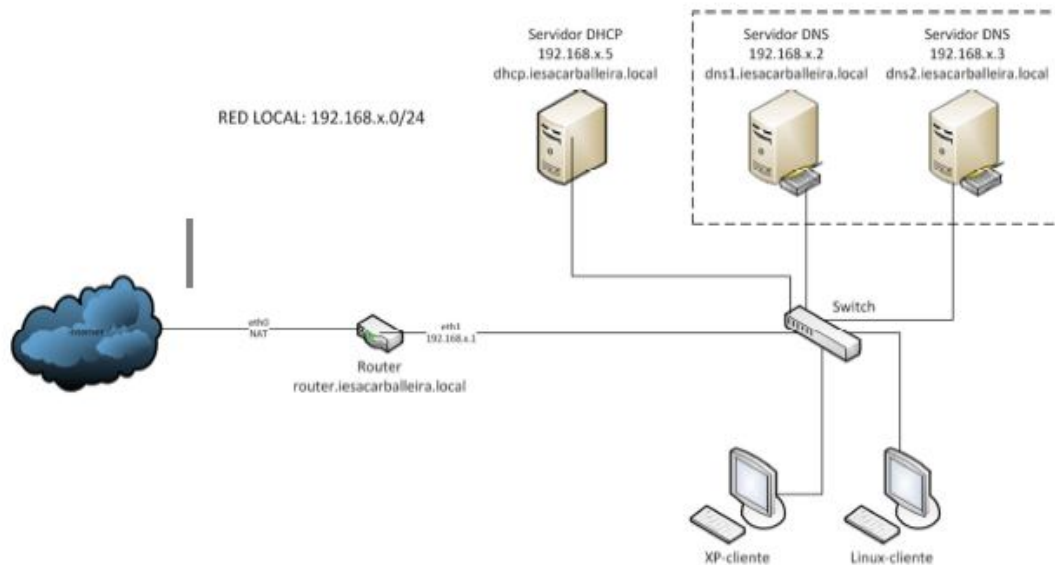 Servidor DHCP
192.168.x.5
dhcp.iesacarballeira.local
Servidor DNS
192.168.x.2
dns1.iesacarballeira.local
Servidor DNS
192.168.x.3
dns2.iesacarballeira.local
RED LOCAL: 192.168.x.0/24
Switch
eth0
NAT
eth1
192.168.x.1
Router
router.iesacarballeira.local
XP-cliente
Linux-cliente